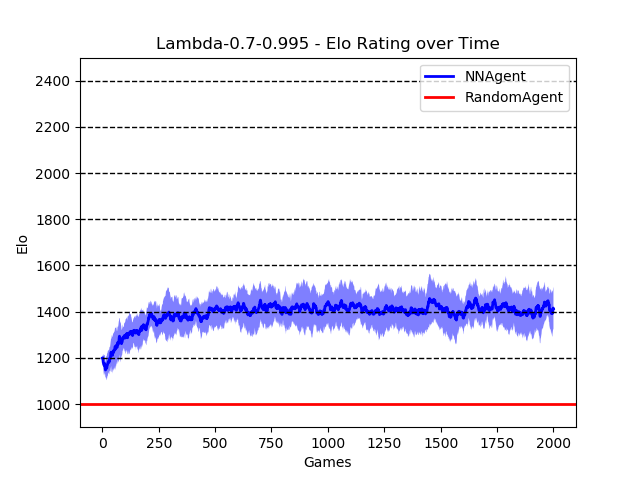 Lambda-0.7-0.995 - Elo Rating over Time
NNAgent
RandomAgent
Elo
2400
2200
2000
1800
1600
1400
1200
1000
0 250 500 750 1000 1250 1500 1750 2000
Games